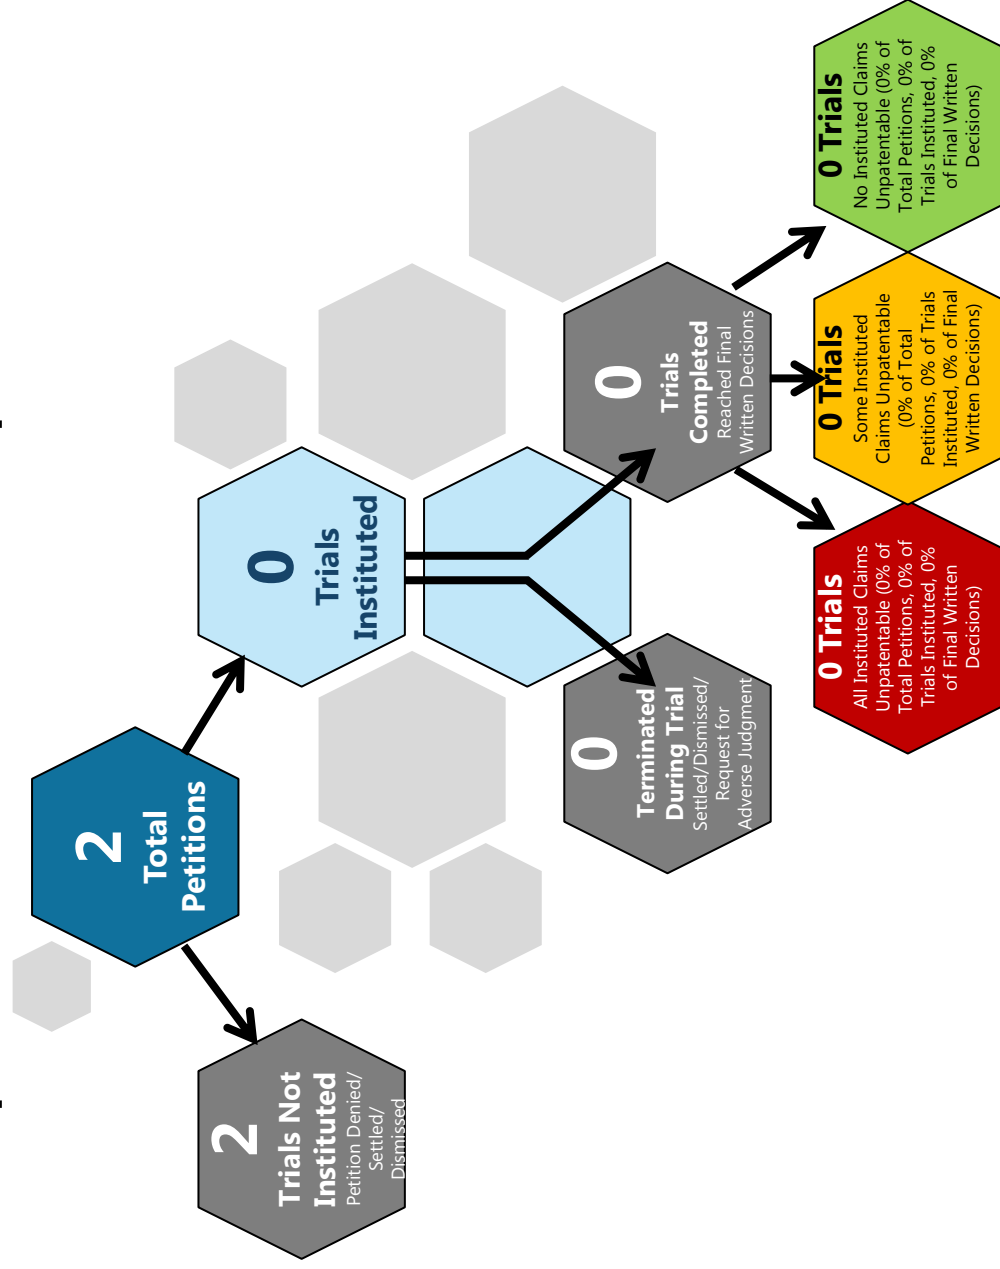 2
Total
Petitions
2
Trials Not
Instituted
Petition Denied/
Settled/
Dismissed
0
Trials
Instituted
0
Terminated
During Trial
Settled/Dismissed/
Request for
Adverse Judgment
0
Trials
Completed
Reached Final
Written Decisions
0 Trials
All Instituted Claims
Unpatentable (0% of
Total Petitions, 0% of
Trials Instituted, 0%
of Final Written
Decisions)
0 Trials
Some Instituted
Claims Unpatentable
(0% of Total
Petitions, 0% of Trials
Instituted, 0% of Final
Written Decisions)
0 Trials
No Instituted Claims
Unpatentable (0% of
Total Petitions, 0% of
Trials Instituted, 0%
of Final Written
Decisions)